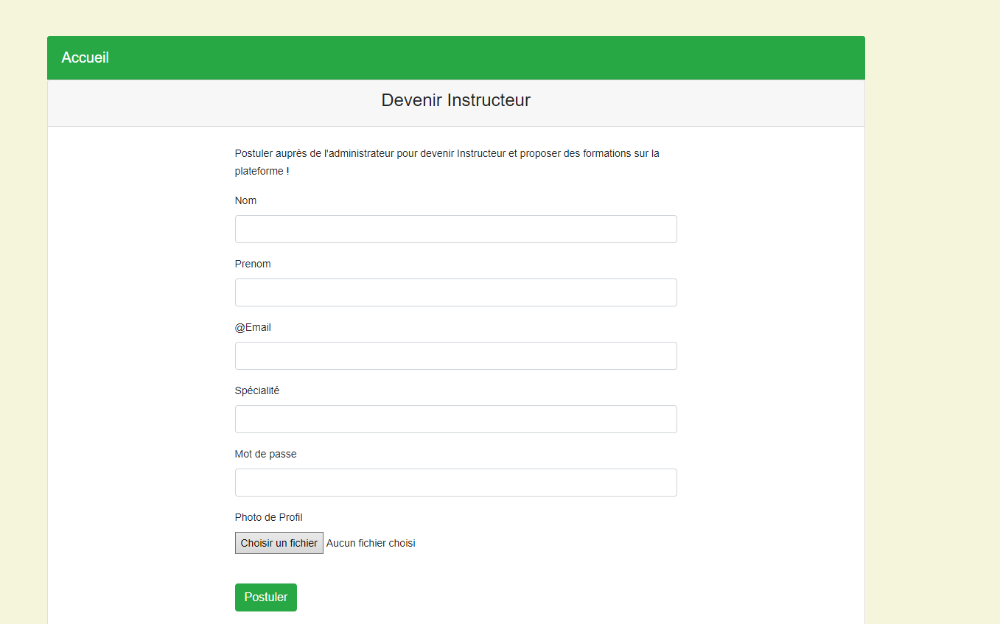 Accueil
Devenir Instructeur
Postuler auprès de l'administrateur pour devenir Instructeur et proposer des formations sur la
plateforme !
Nom
Prenom
@Email
Spécialité
Mot de passe
Photo de Profil
Choisir un fichier Aucun fichier choisi
Postuler